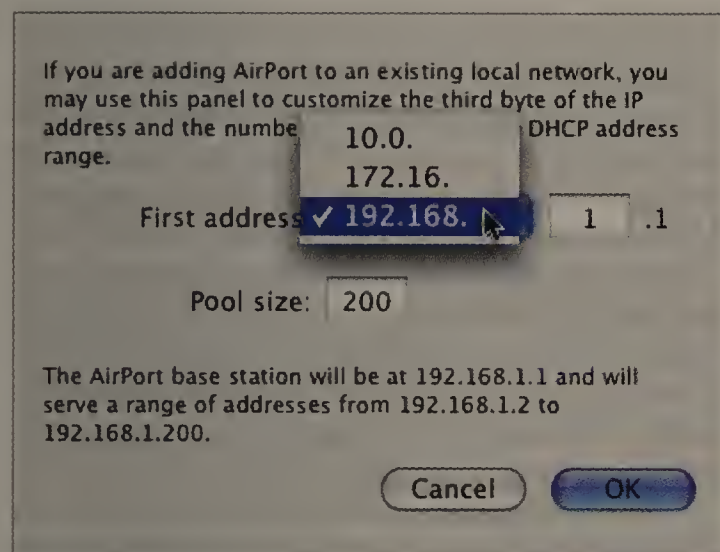 If you are adding AirPort to an existing local network, you
may use this panel to customize the third byte of the IP
address and the numbe DHCP address
range.
10.0.
172.16.
First address ✓ 192.168. 1 .1
Pool size: 200
The AirPort base station will be at 192.168.1.1 and will
serve a range of addresses from 192.168.1.2 to
192.168.1.200.
Cancel OK